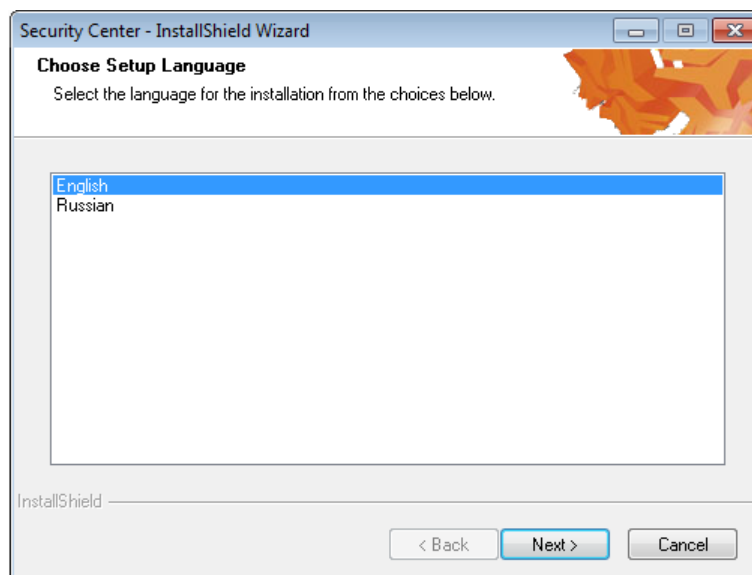 Security Center - InstallShield Wizard
Choose Setup Language
Select the language for the installation from the choices below.
English
Russian
InstallShield
< Back
Next >
Cancel